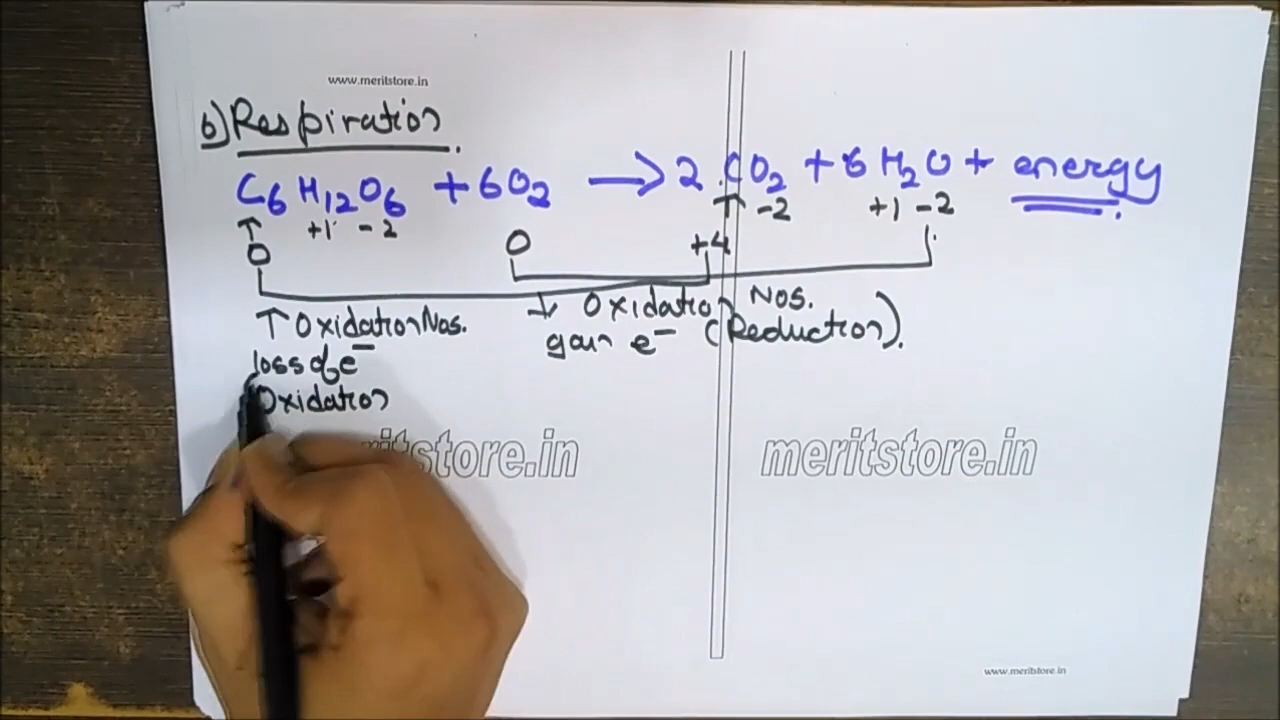 www.meritstore.in
b) Respiration.
C6 H12 O6 + 6O2 → 2 CO2 + 6 H2O + energy.
+1 -2 -2 +1 -2
0 0 +4
↑ Oxidation Nos. ↓ Oxidation Nos.
loss of e⁻ gain e⁻ (Reduction).
Oxidation
ritstore.in meritstore.in
www.meritstore.in